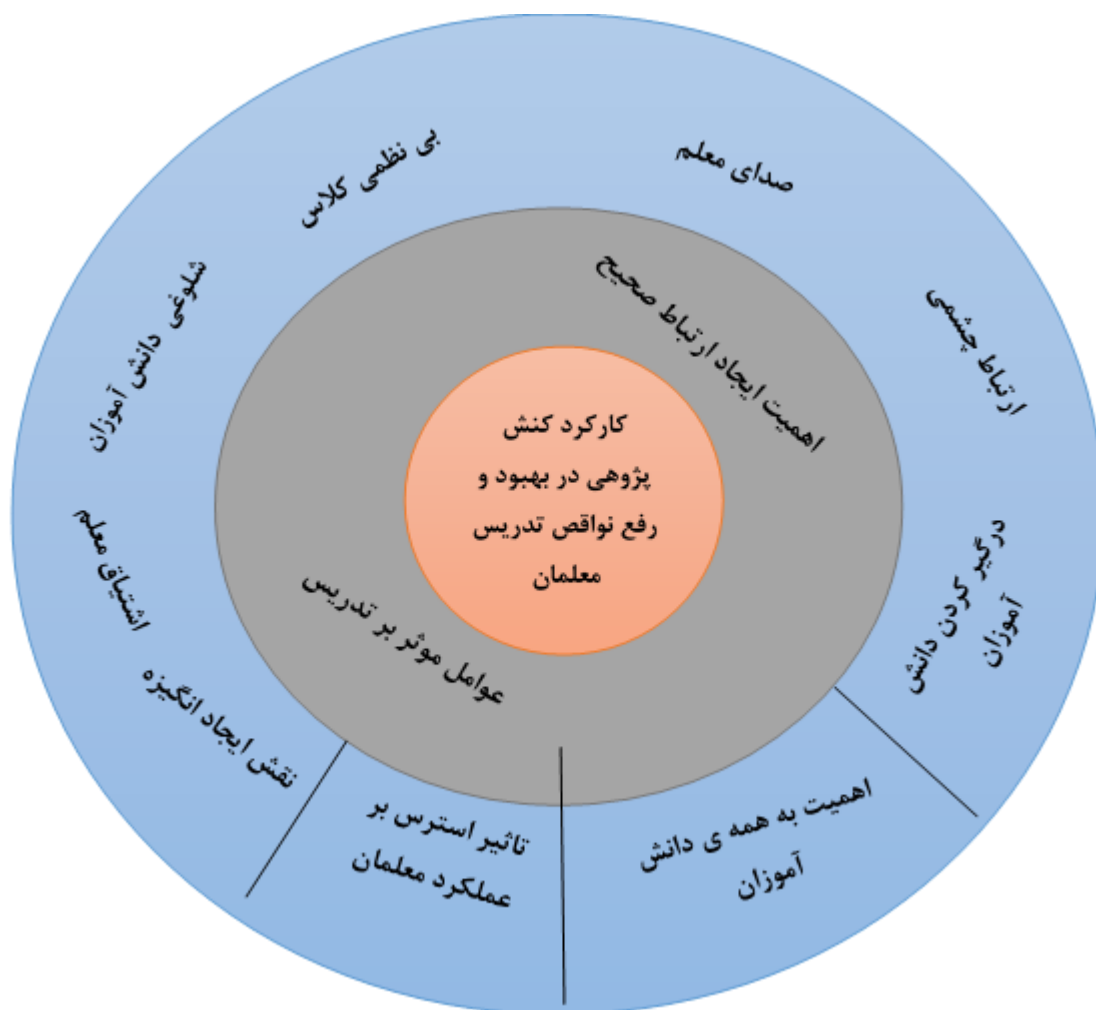 بی نظمی کلاس
صدای معلم
شلوغی دانش آموزان
ارتباط چشمی
اهمیت ایجاد ارتباط صحیح
کارکرد کنش
پژوهی در بهبود و
رفع نواقص تدریس
معلمان
درگیر کردن دانش
آموزان
اشتیاق معلم
عوامل موثر بر تدریس
نقش ایجاد انگیزه
تاثیر استرس بر
عملکرد معلمان
اهمیت به همه ی دانش
آموزان